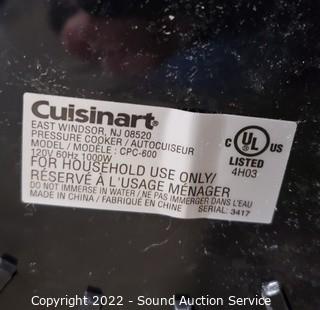 Cuisinart®
EAST WINDSOR, NJ 08520
PRESSURE COOKER / AUTOCUISEUR
MODEL / MODÈLE : CPC-600
120V 60Hz 1000W
FOR HOUSEHOLD USE ONLY/
RÉSERVÉ À L'USAGE MÉNAGER
DO NOT IMMERSE IN WATER / NE PAS IMMERGER DANS L'EAU
MADE IN CHINA / FABRIQUÉ EN CHINE SERIAL: 3417
C UL US
LISTED
4H03
Copyright 2022 - Sound Auction Service